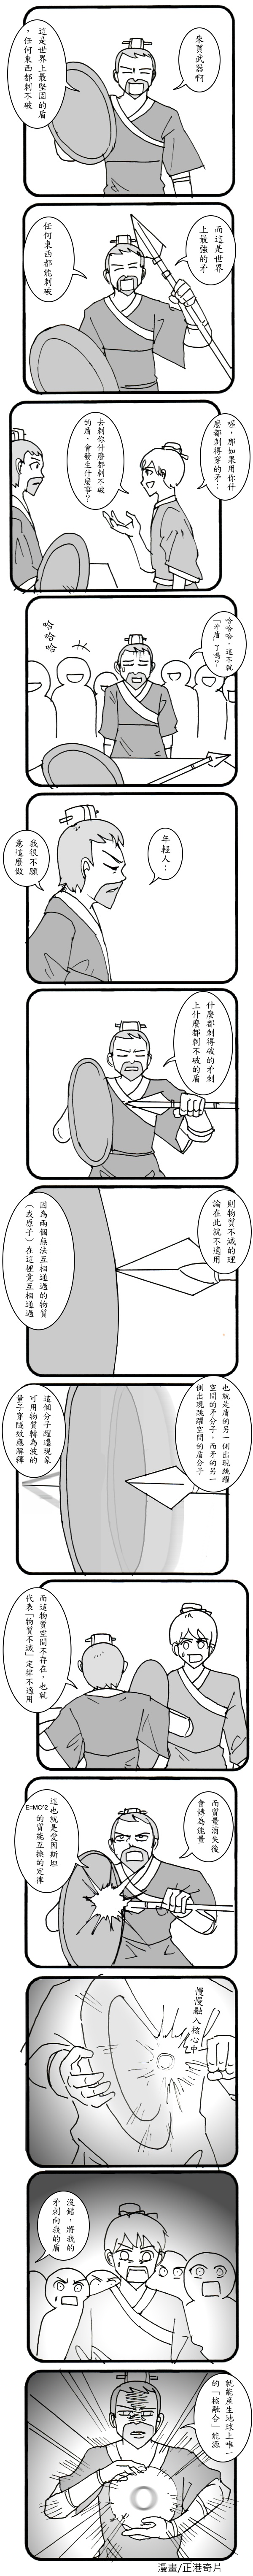 來買武器啊
這是世界上最堅固的盾
，任何東西都刺不破
而這是世界
上最強的矛
任何東西都能刺破
喔，那如果用你什
麼都刺得穿的矛…
去刺你什麼都刺不破
的盾，會發生什麼事？
哈哈哈，這不就
「矛盾」了嗎？
哈哈哈
年輕人…
我很不願
意這麼做
什麼都刺得破的矛刺
上什麼都刺不破的盾
則物質不滅的理
論在此就不適用
因為兩個無法互相通過的物質
（或原子）在這裡竟互相通過
也就是盾的另一側出現跳躍
空間的矛分子，而矛的另一
側出現跳躍空間的盾分子
這個分子躍遷現象
可用物質轉為波的
量子穿隧效應解釋
而這物質空間不存在，也就
代表「物質不滅」定律不適用
而質量消失後
會轉為能量
這也就是愛因斯坦
E=MC^2
的質能互換的定律
慢慢融入核心中
沒錯，將我的
矛刺向我的盾
就能產生地球上唯一
的「核融合」能源
漫畫/正港奇片